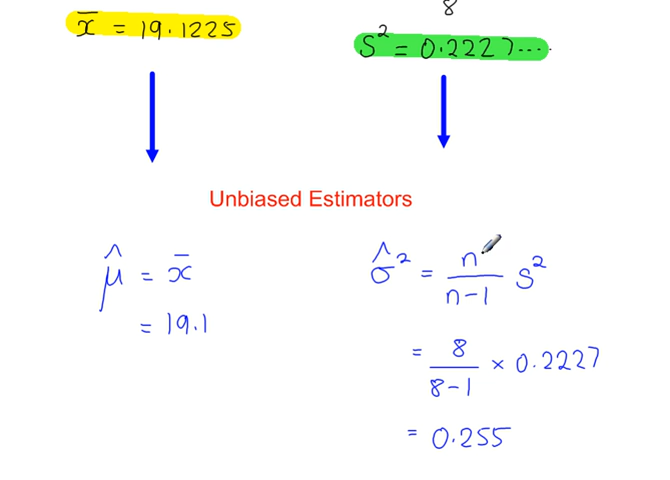 8
x̄ = 19.1225
S² = 0.2227....
Unbiased Estimators
μ̂ = x̄
= 19.1
σ̂² = n/(n-1) S²
= 8/(8-1) × 0.2227
= 0.255